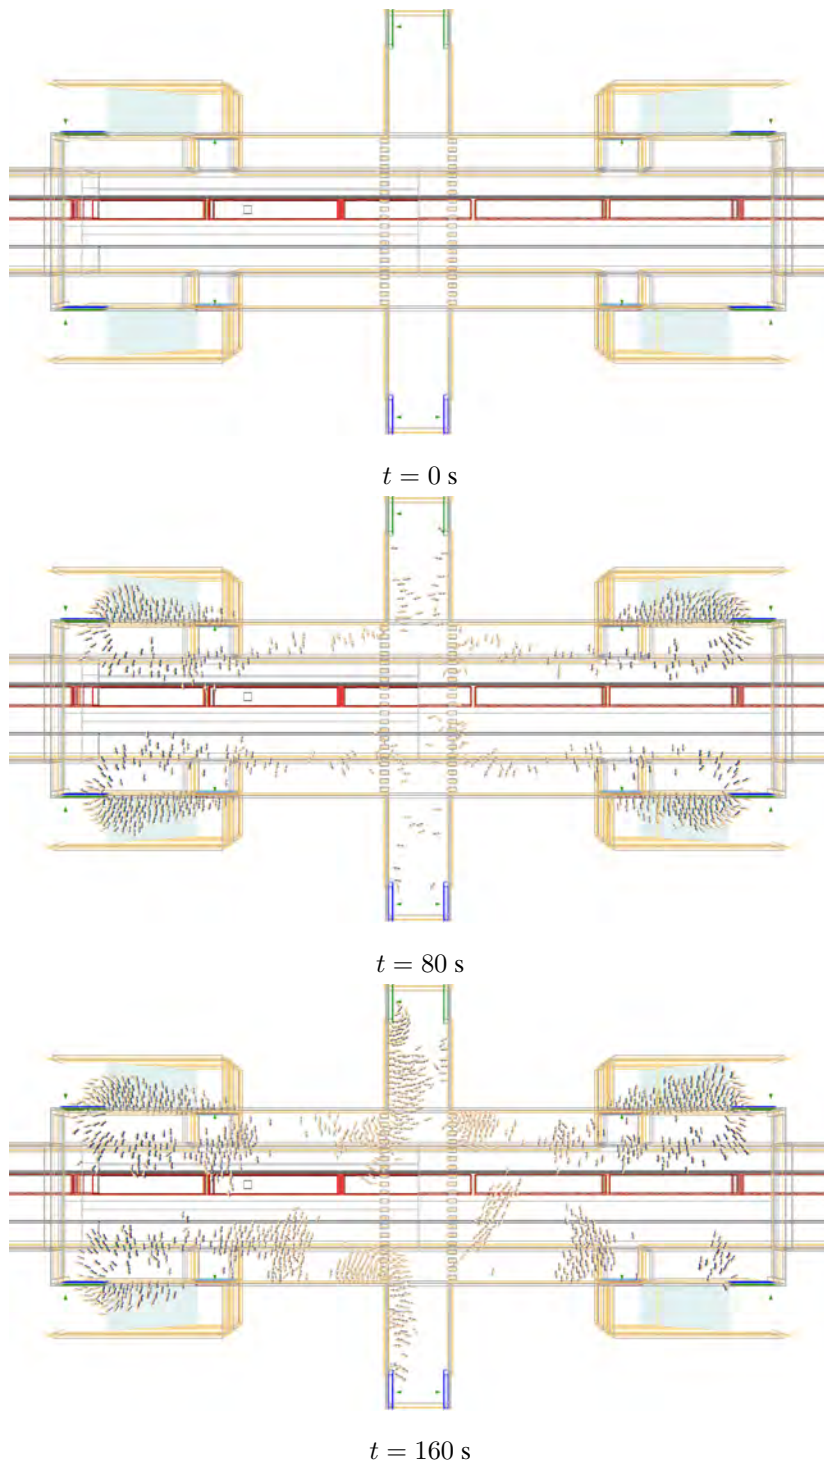 t = 0 s
t = 80 s
t = 160 s